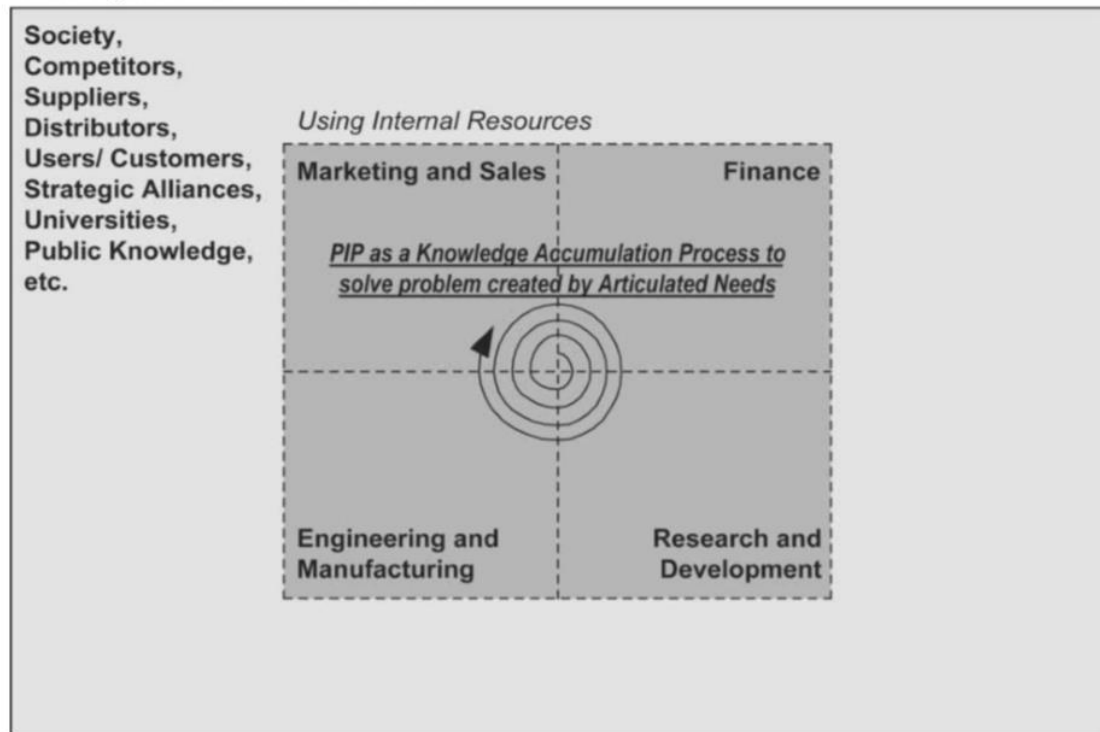 Society,
Competitors,
Suppliers,
Distributors,
Users/ Customers,
Strategic Alliances,
Universities,
Public Knowledge,
etc.
Using Internal Resources
Marketing and Sales
Finance
PIP as a Knowledge Accumulation Process to
solve problem created by Articulated Needs
Engineering and
Manufacturing
Research and
Development